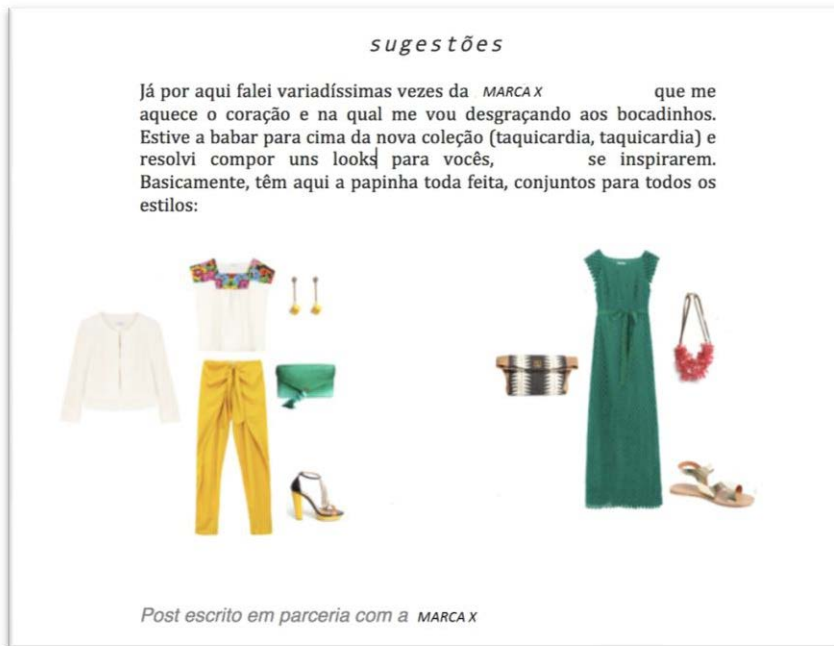 sugestões
Já por aqui falei variadíssimas vezes da MARCA X que me
aquece o coração e na qual me vou desgraçando aos bocadinhos.
Estive a babar para cima da nova coleção (taquicardia, taquicardia) e
resolvi compor uns looks para vocês, se inspirarem.
Basicamente, têm aqui a papinha toda feita, conjuntos para todos os
estilos:
Post escrito em parceria com a MARCA X